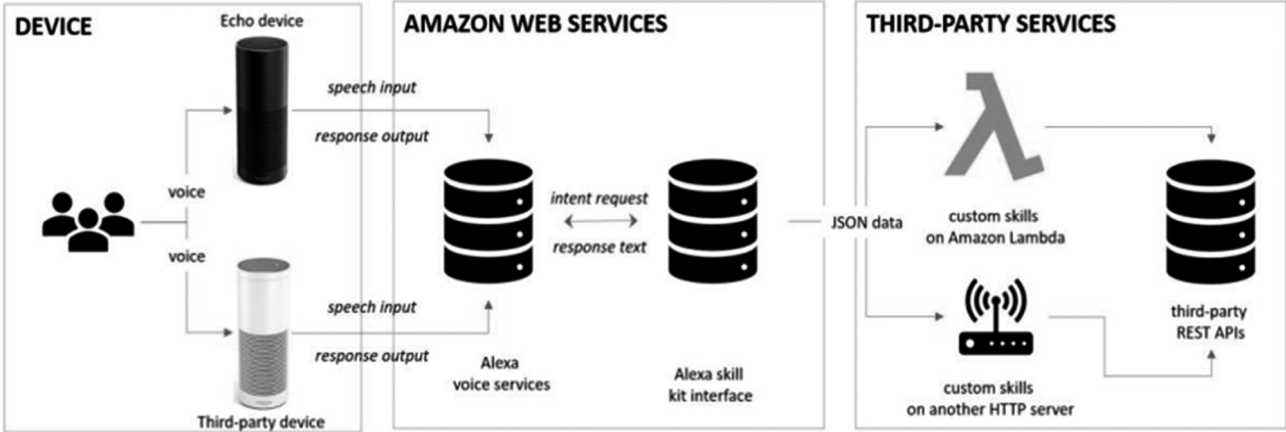 DEVICE
Echo device
voice
voice
Third-party device
speech input
response output
speech input
response output
AMAZON WEB SERVICES
Alexa
voice services
intent request
response text
Alexa skill
kit interface
JSON data
THIRD-PARTY SERVICES
custom skills
on Amazon Lambda
custom skills
on another HTTP server
third-party
REST APIs